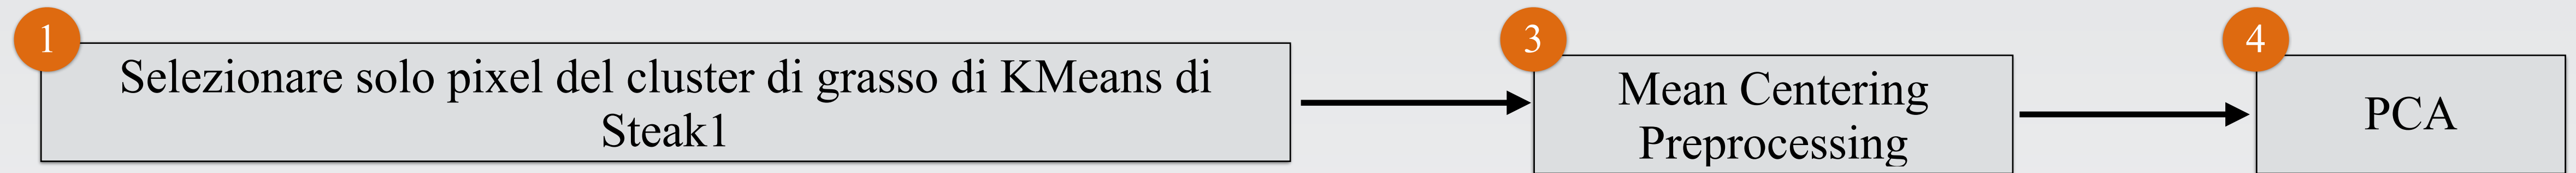 1
Selezionare solo pixel del cluster di grasso di KMeans di
Steak1
3
Mean Centering
Preprocessing
4
PCA